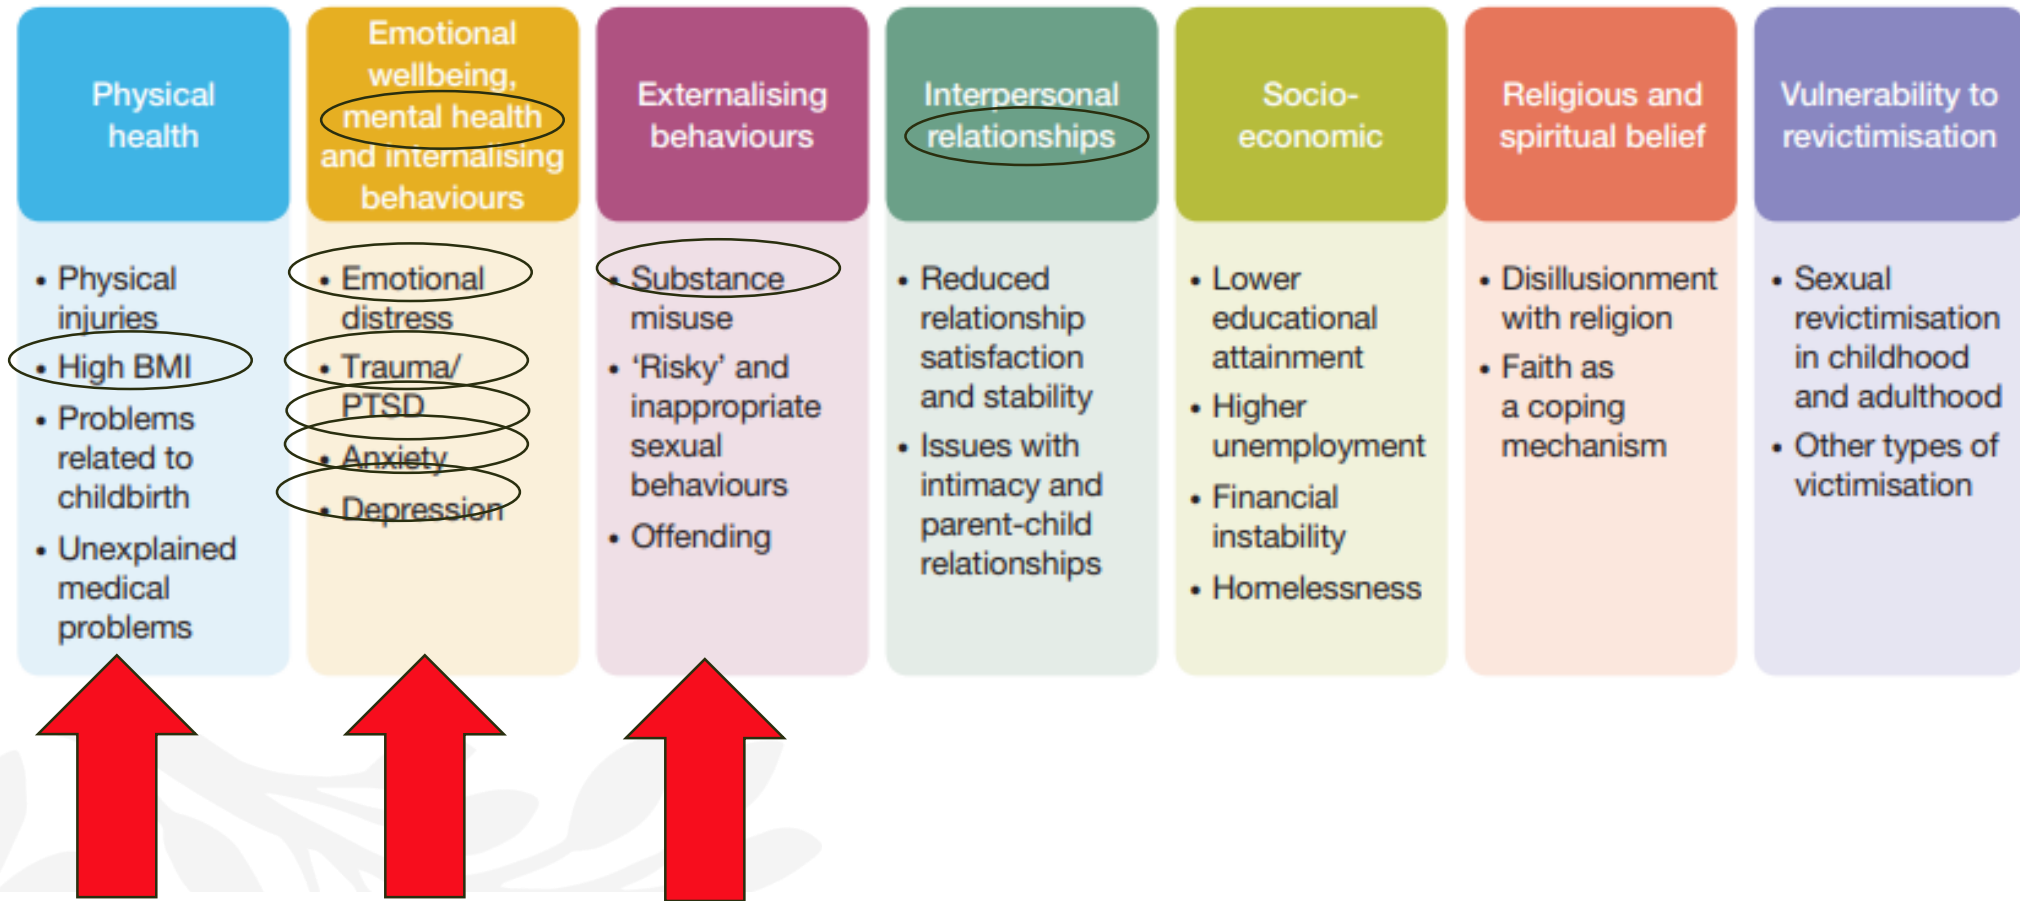 Physical
health
• Physical
injuries
• High BMI
• Problems
related to
childbirth
• Unexplained
medical
problems
Emotional
wellbeing,
mental health
and internalising
behaviours
• Emotional
distress
• Trauma/
PTSD
• Anxiety
• Depression
Externalising
behaviours
• Substance
misuse
• ‘Risky’ and
inappropriate
sexual
behaviours
• Offending
Interpersonal
relationships
• Reduced
relationship
satisfaction
and stability
• Issues with
intimacy and
parent-child
relationships
Socio-
economic
• Lower
educational
attainment
• Higher
unemployment
• Financial
instability
• Homelessness
Religious and
spiritual belief
• Disillusionment
with religion
• Faith as
a coping
mechanism
Vulnerability to
revictimisation
• Sexual
revictimisation
in childhood
and adulthood
• Other types of
victimisation